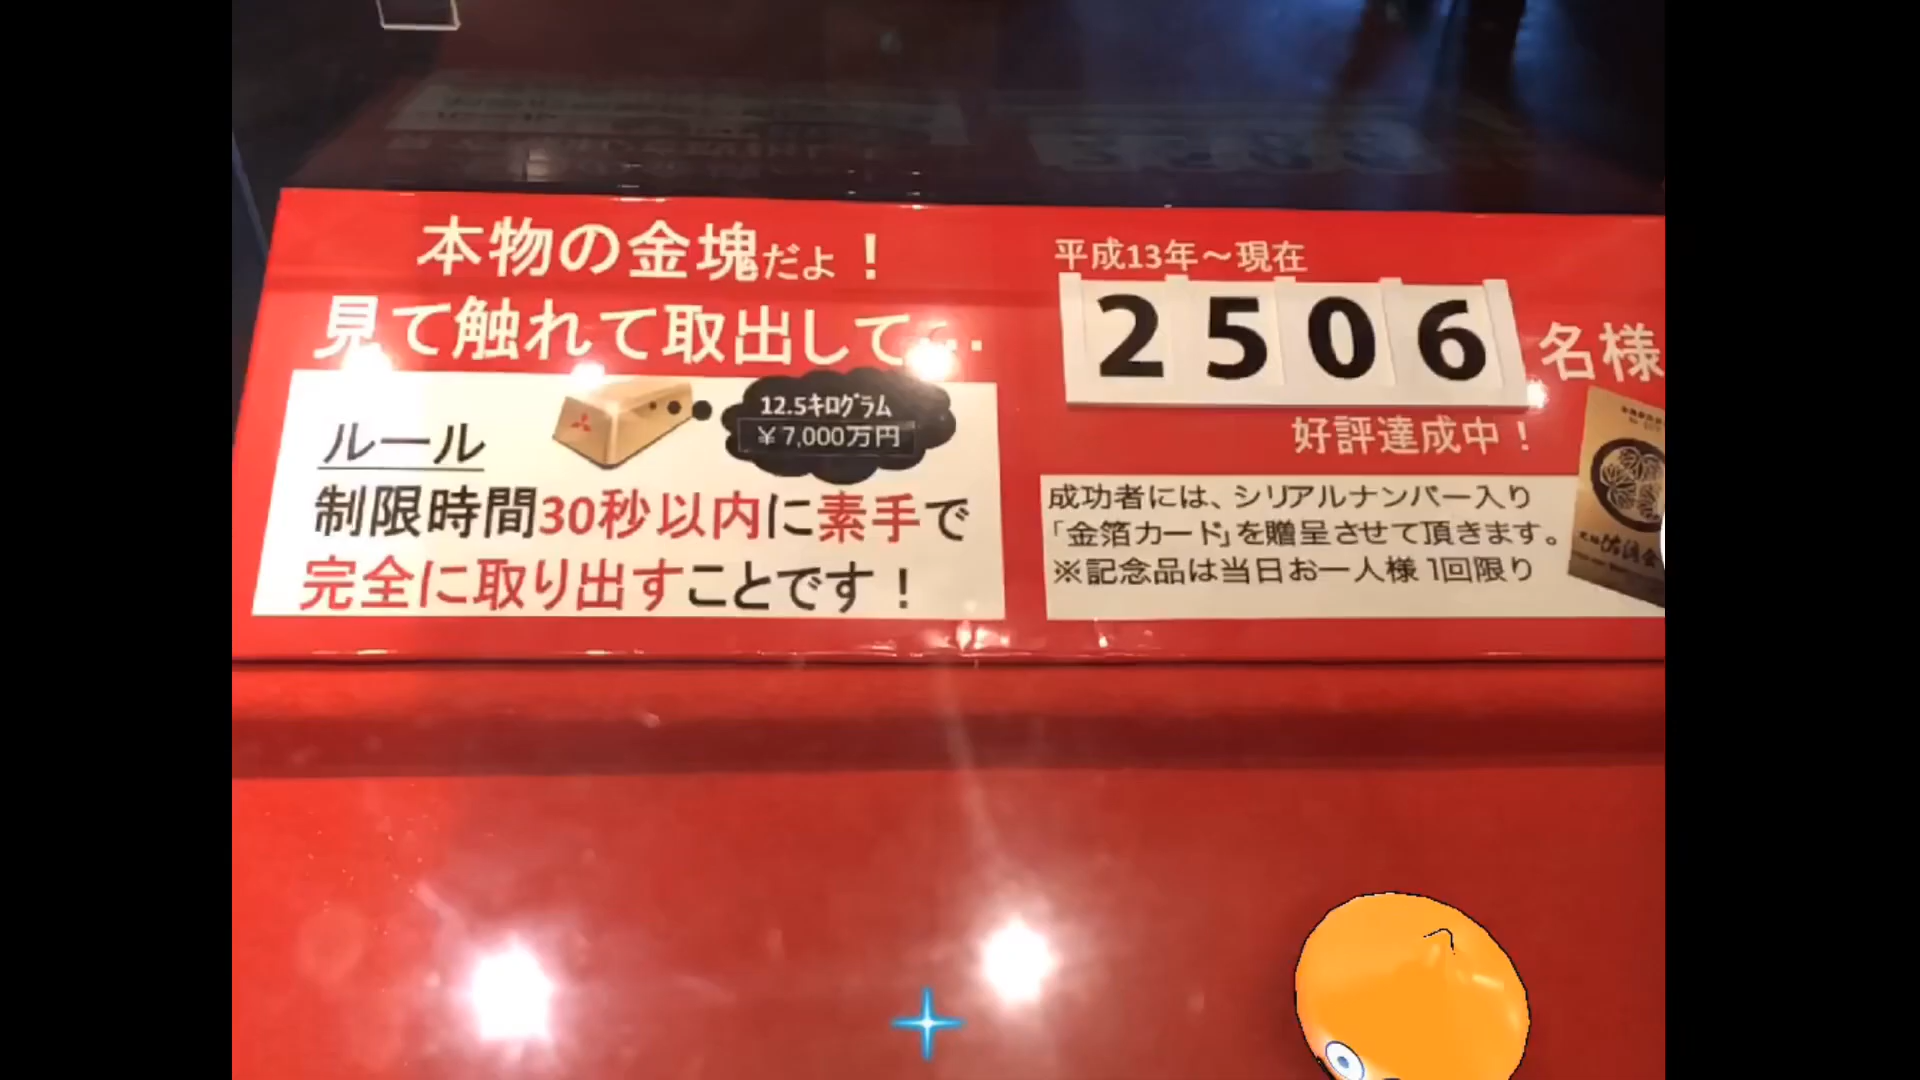 本物の金塊だよ！
見て触れて取出して…
12.5ｷﾛｸﾞﾗﾑ
￥7,000万円
ルール
制限時間30秒以内に素手で
完全に取り出すことです！
平成13年～現在
2506名様
好評達成中！
成功者には、シリアルナンバー入り
「金箔カード」を贈呈させて頂きます。
※記念品は当日お一人様1回限り